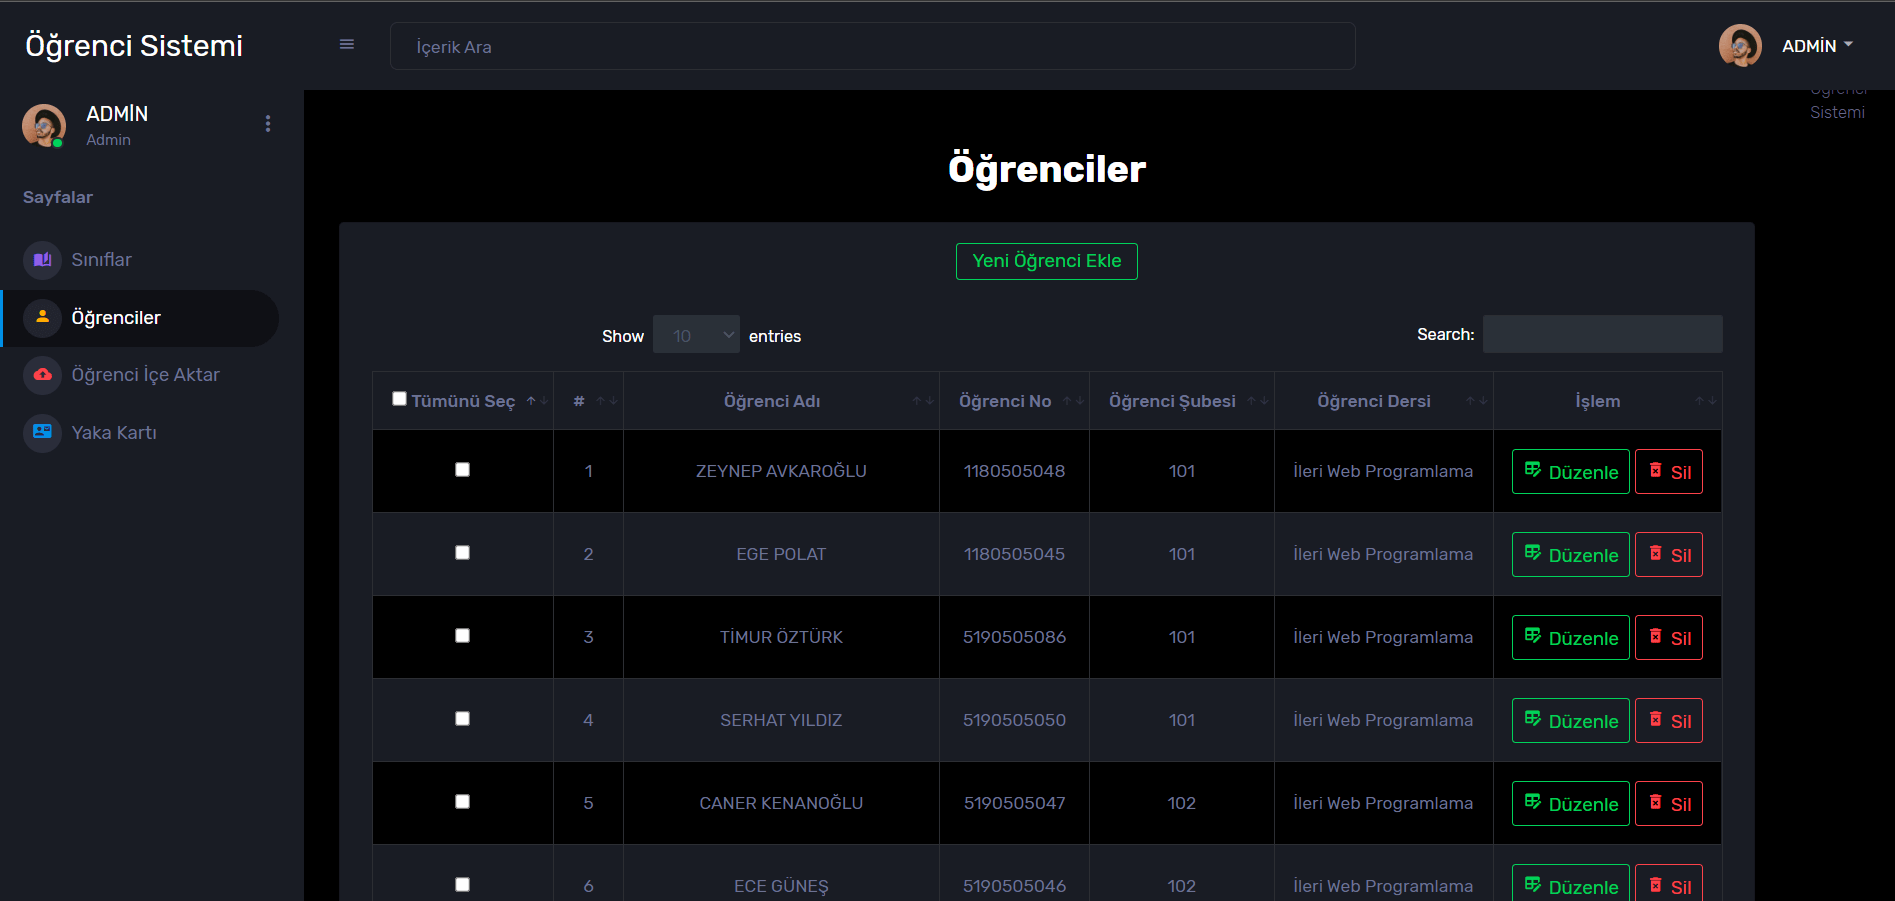 Öğrenci Sistemi
İçerik Ara
ADMİN
ADMİN
Admin
Öğrenci
Sistemi
Sayfalar
Sınıflar
Öğrenciler
Öğrenci İçe Aktar
Yaka Kartı
Öğrenciler
Yeni Öğrenci Ekle
Show 10 entries
Search:
Tümünü Seç # Öğrenci Adı Öğrenci No Öğrenci Şubesi Öğrenci Dersi İşlem
1 ZEYNEP AVKAROĞLU 1180505048 101 İleri Web Programlama Düzenle Sil
2 EGE POLAT 1180505045 101 İleri Web Programlama Düzenle Sil
3 TİMUR ÖZTÜRK 5190505086 101 İleri Web Programlama Düzenle Sil
4 SERHAT YILDIZ 5190505050 101 İleri Web Programlama Düzenle Sil
5 CANER KENANOĞLU 5190505047 102 İleri Web Programlama Düzenle Sil
6 ECE GÜNEŞ 5190505046 102 İleri Web Programlama Düzenle Sil